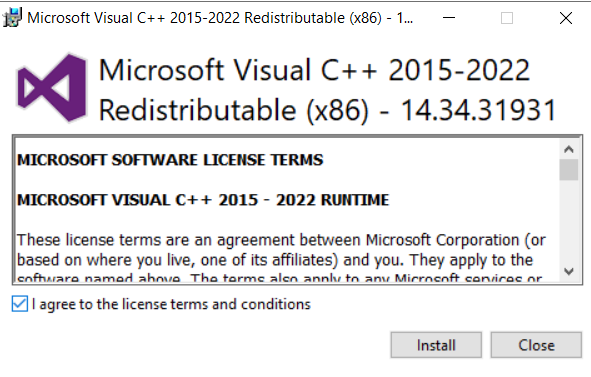 Microsoft Visual C++ 2015-2022 Redistributable (x86) - 1...
Microsoft Visual C++ 2015-2022
Redistributable (x86) - 14.34.31931
MICROSOFT SOFTWARE LICENSE TERMS
MICROSOFT VISUAL C++ 2015 - 2022 RUNTIME
These license terms are an agreement between Microsoft Corporation (or
based on where you live, one of its affiliates) and you. They apply to the
software named above. The terms also apply to any Microsoft services or
I agree to the license terms and conditions
Install
Close